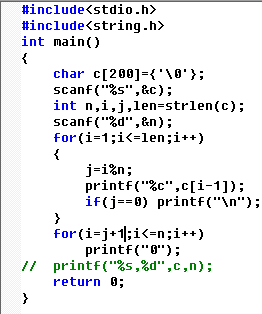 #include<stdio.h>
#include<string.h>
int main()
{
    char c[200]={'\0'};
    scanf("%s",&c);
    int n,i,j,len=strlen(c);
    scanf("%d",&n);
    for(i=1;i<=len;i++)
    {
        j=i%n;
        printf("%c",c[i-1]);
        if(j==0) printf("\n");
    }
    for(i=j+1;i<=n;i++)
        printf("0");
//  printf("%s,%d",c,n);
    return 0;
}